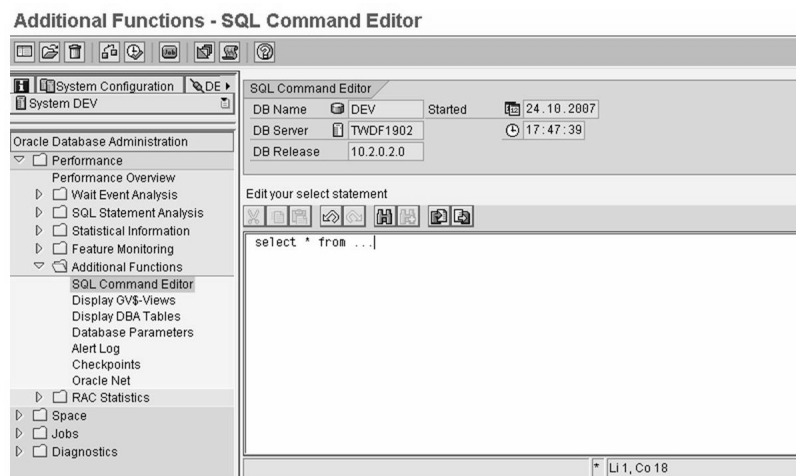 Additional Functions - SQL Command Editor
System Configuration DE
System DEV
SQL Command Editor
DB Name DEV Started 24.10.2007
DB Server TWDF1902 17:47:39
DB Release 10.2.0.2.0
Oracle Database Administration
Performance
Performance Overview
Wait Event Analysis
SQL Statement Analysis
Statistical Information
Feature Monitoring
Additional Functions
SQL Command Editor
Display GV$-Views
Display DBA Tables
Database Parameters
Alert Log
Checkpoints
Oracle Net
RAC Statistics
Space
Jobs
Diagnostics
Edit your select statement
select * from ...
* Li 1, Co 18